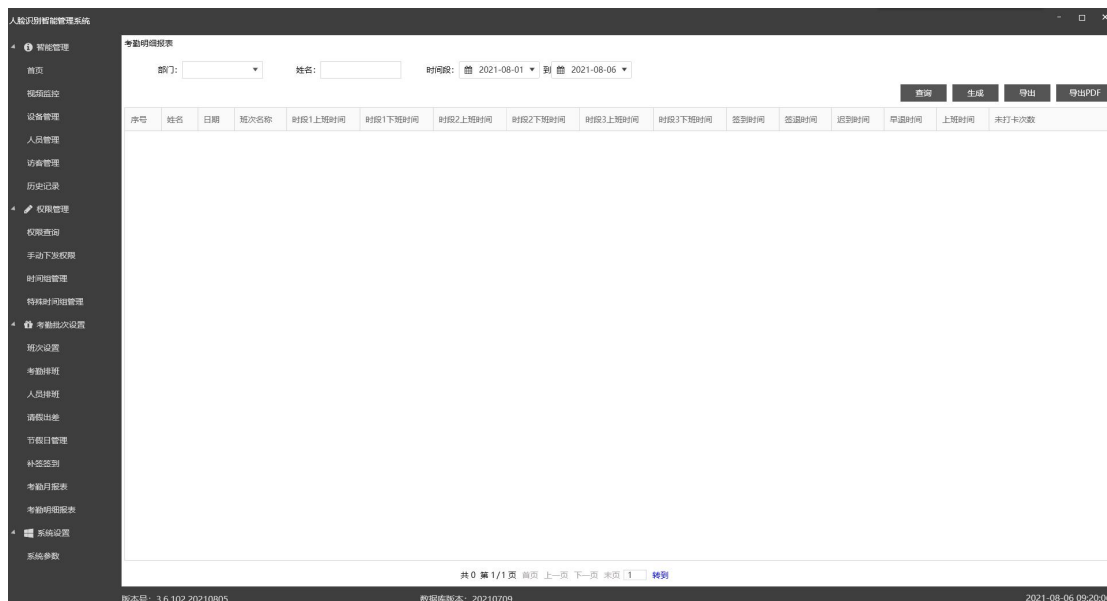 人脸识别智能管理系统
智能管理
首页
视频监控
设备管理
人员管理
访客管理
历史记录
权限管理
权限查询
手动下发权限
时间组管理
特殊时间组管理
考勤批次设置
班次设置
考勤排班
人员排班
请假出差
节假日管理
补签签到
考勤月报表
考勤明细报表
系统设置
系统参数
考勤明细报表
部门: 姓名: 时间段: 2021-08-01 到 2021-08-06
查询 生成 导出 导出PDF
序号 姓名 日期 班次名称 时段1上班时间 时段1下班时间 时段2上班时间 时段2下班时间 时段3上班时间 时段3下班时间 签到时间 签退时间 迟到时间 早退时间 上班时间 未打卡次数
共 0 第 1/1 页 首页 上一页 下一页 末页 1 转到
版本号: 3.6.102.20210805 数据库版本: 20210709 2021-08-06 09:20:0